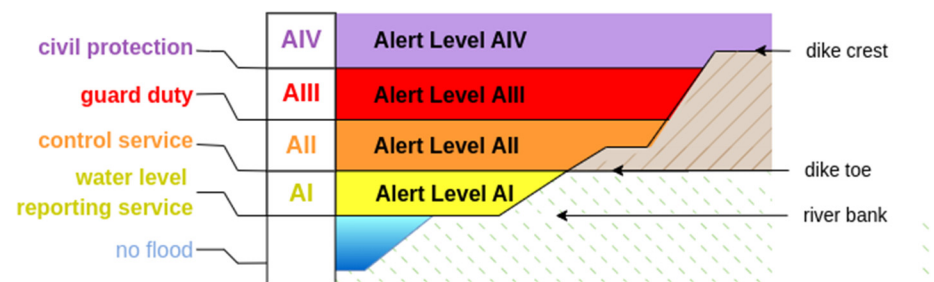 civil protection
AIV
Alert Level AIV
dike crest
guard duty
AIII
Alert Level AIII
control service
AII
Alert Level AII
dike toe
water level
reporting service
AI
Alert Level AI
river bank
no flood